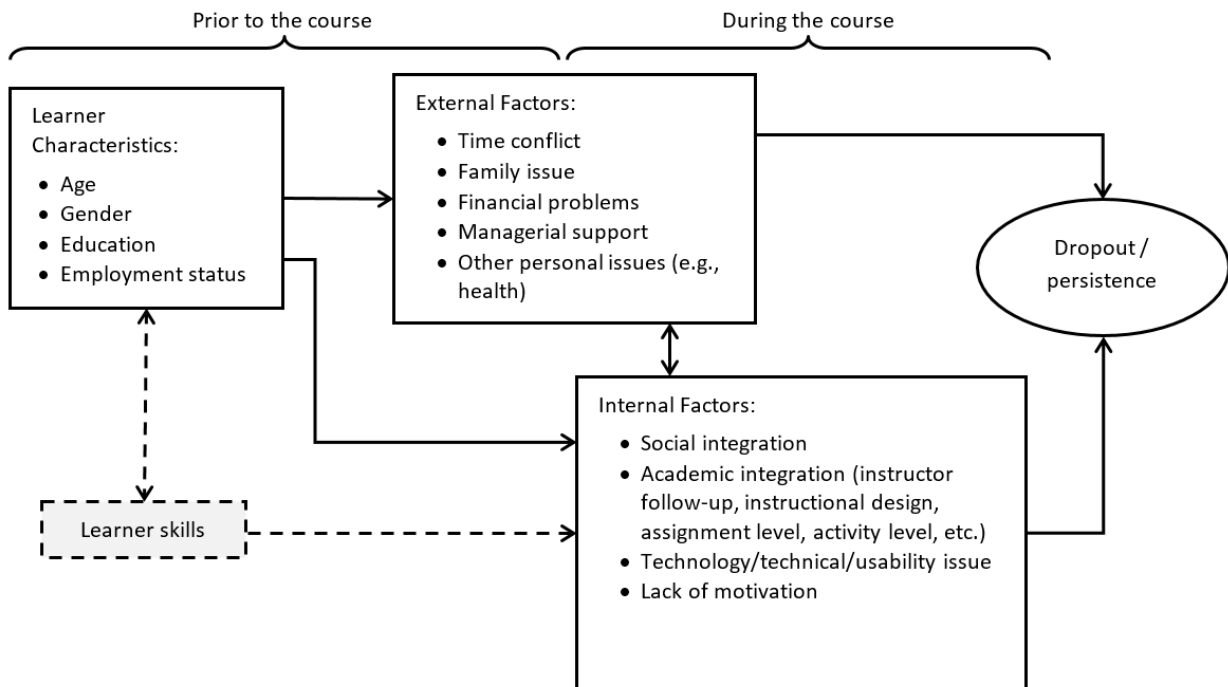 Prior to the course
During the course
Learner
Characteristics:
• Age
• Gender
• Education
• Employment status
External Factors:
• Time conflict
• Family issue
• Financial problems
• Managerial support
• Other personal issues (e.g.,
health)
Dropout /
persistence
Internal Factors:
• Social integration
• Academic integration (instructor
follow-up, instructional design,
assignment level, activity level, etc.)
• Technology/technical/usability issue
• Lack of motivation
Learner skills